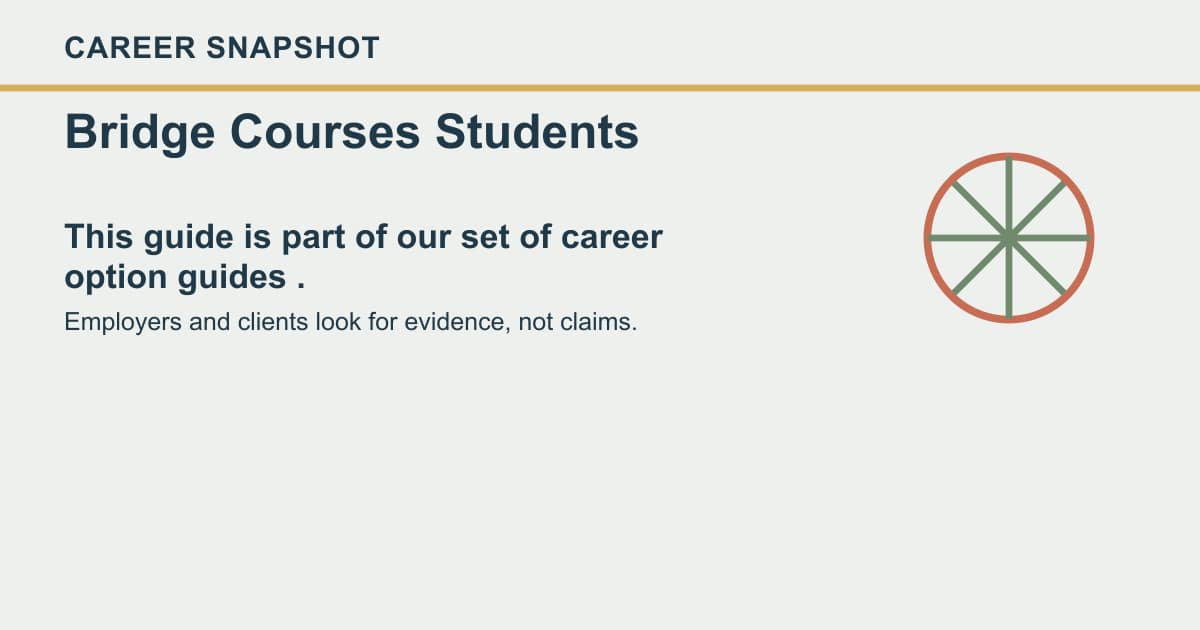 CAREER SNAPSHOT
Bridge Courses Students
This guide is part of our set of career
option guides .
Employers and clients look for evidence, not claims.